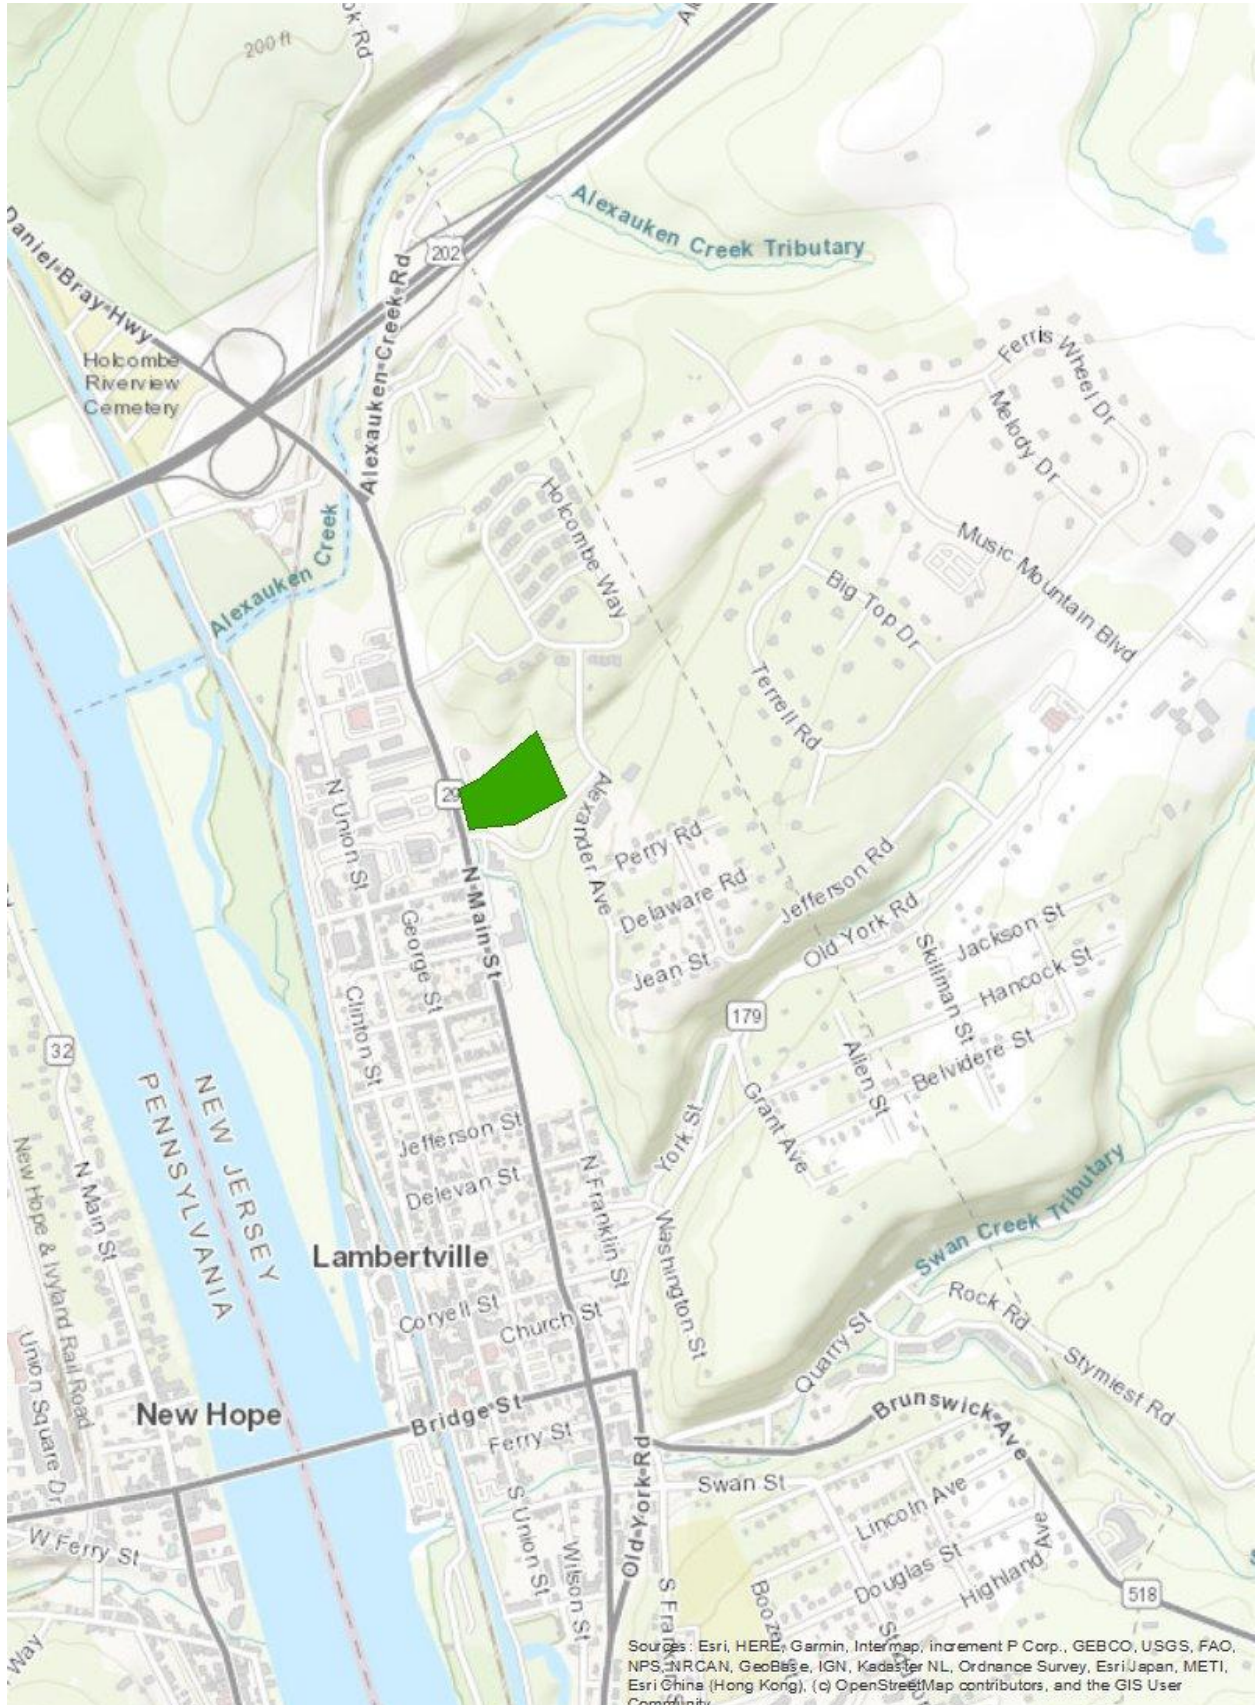 200 ft
202
Alexauken Creek Tributary
Daniel Bray Hwy
Alexauken Creek Rd
Holcombe
Riverview
Cemetery
Ferris Wheel Dr
Melody Dr
Holcombe Way
Music Mountain Blvd
Alexauken Creek
Big Top Dr
Terrell Rd
29
N Union St
Alexander Ave
Perry Rd
Delaware Rd
Jefferson Rd
N Main St
George St
Old York Rd
Jean St
Jackson St
Skillman St
Hancock St
Clinton St
179
32
Allen St
Belvidere St
Grant Ave
NEW JERSEY
PENNSYLVANIA
Jefferson St
York St
N Main St
New Hope & Ivyland Rail Road
Delevan St
N Franklin St
Swan Creek Tributary
Washington St
Lambertville
Rock Rd
Coryell St
Church St
Quarry St
Stymiest Rd
Union Square Dr
New Hope
Bridge St
Brunswick Ave
Ferry St
Old York Rd
Swan St
S Union St
Lincoln Ave
W Ferry St
Wilson St
Douglas St
Highland Ave
518
Way
Sources: Esri, HERE, Garmin, Intermap, increment P Corp., GEBCO, USGS, FAO,
NPS, NRCAN, GeoBase, IGN, Kadaster NL, Ordnance Survey, Esri Japan, METI,
Esri China (Hong Kong), (c) OpenStreetMap contributors, and the GIS User
Community